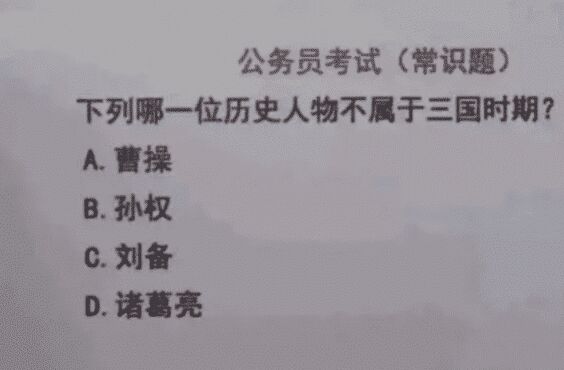 公务员考试（常识题）
下列哪一位历史人物不属于三国时期？
A. 曹操
B. 孙权
C. 刘备
D. 诸葛亮